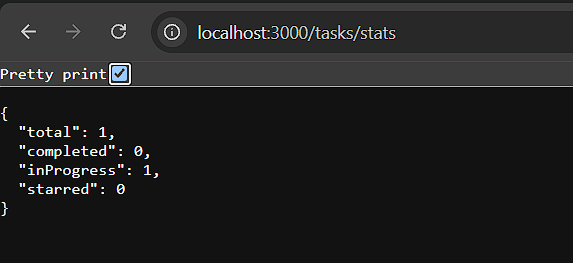 localhost:3000/tasks/stats
Pretty print
{
  "total": 1,
  "completed": 0,
  "inProgress": 1,
  "starred": 0
}